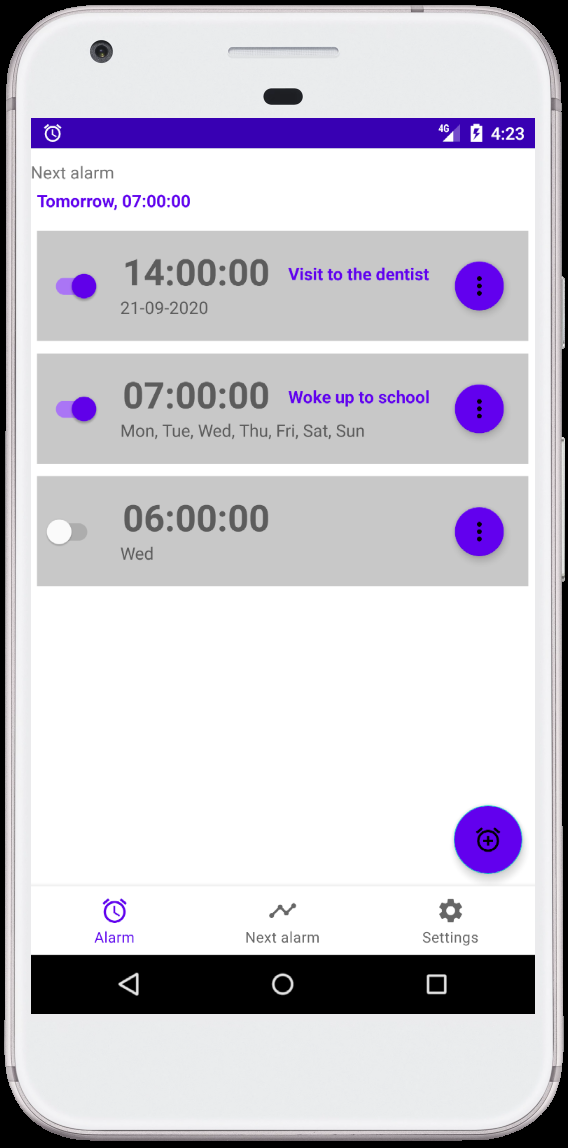 4G 4:23
Next alarm
Tomorrow, 07:00:00
14:00:00 Visit to the dentist
21-09-2020
07:00:00 Woke up to school
Mon, Tue, Wed, Thu, Fri, Sat, Sun
06:00:00
Wed
Alarm Next alarm Settings